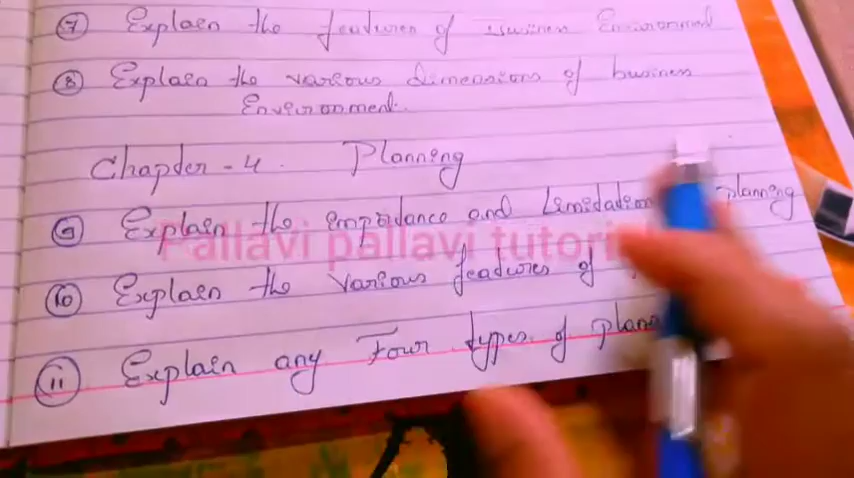 7 Explain the features of Business Environment
8 Explain the various dimensions of business
Environment.
Chapter - 4. Planning
9 Explain the importance and Limitation planning
Pallavi pallavi tutori
10 Explain the various features of
11 Explain any Four types of plan